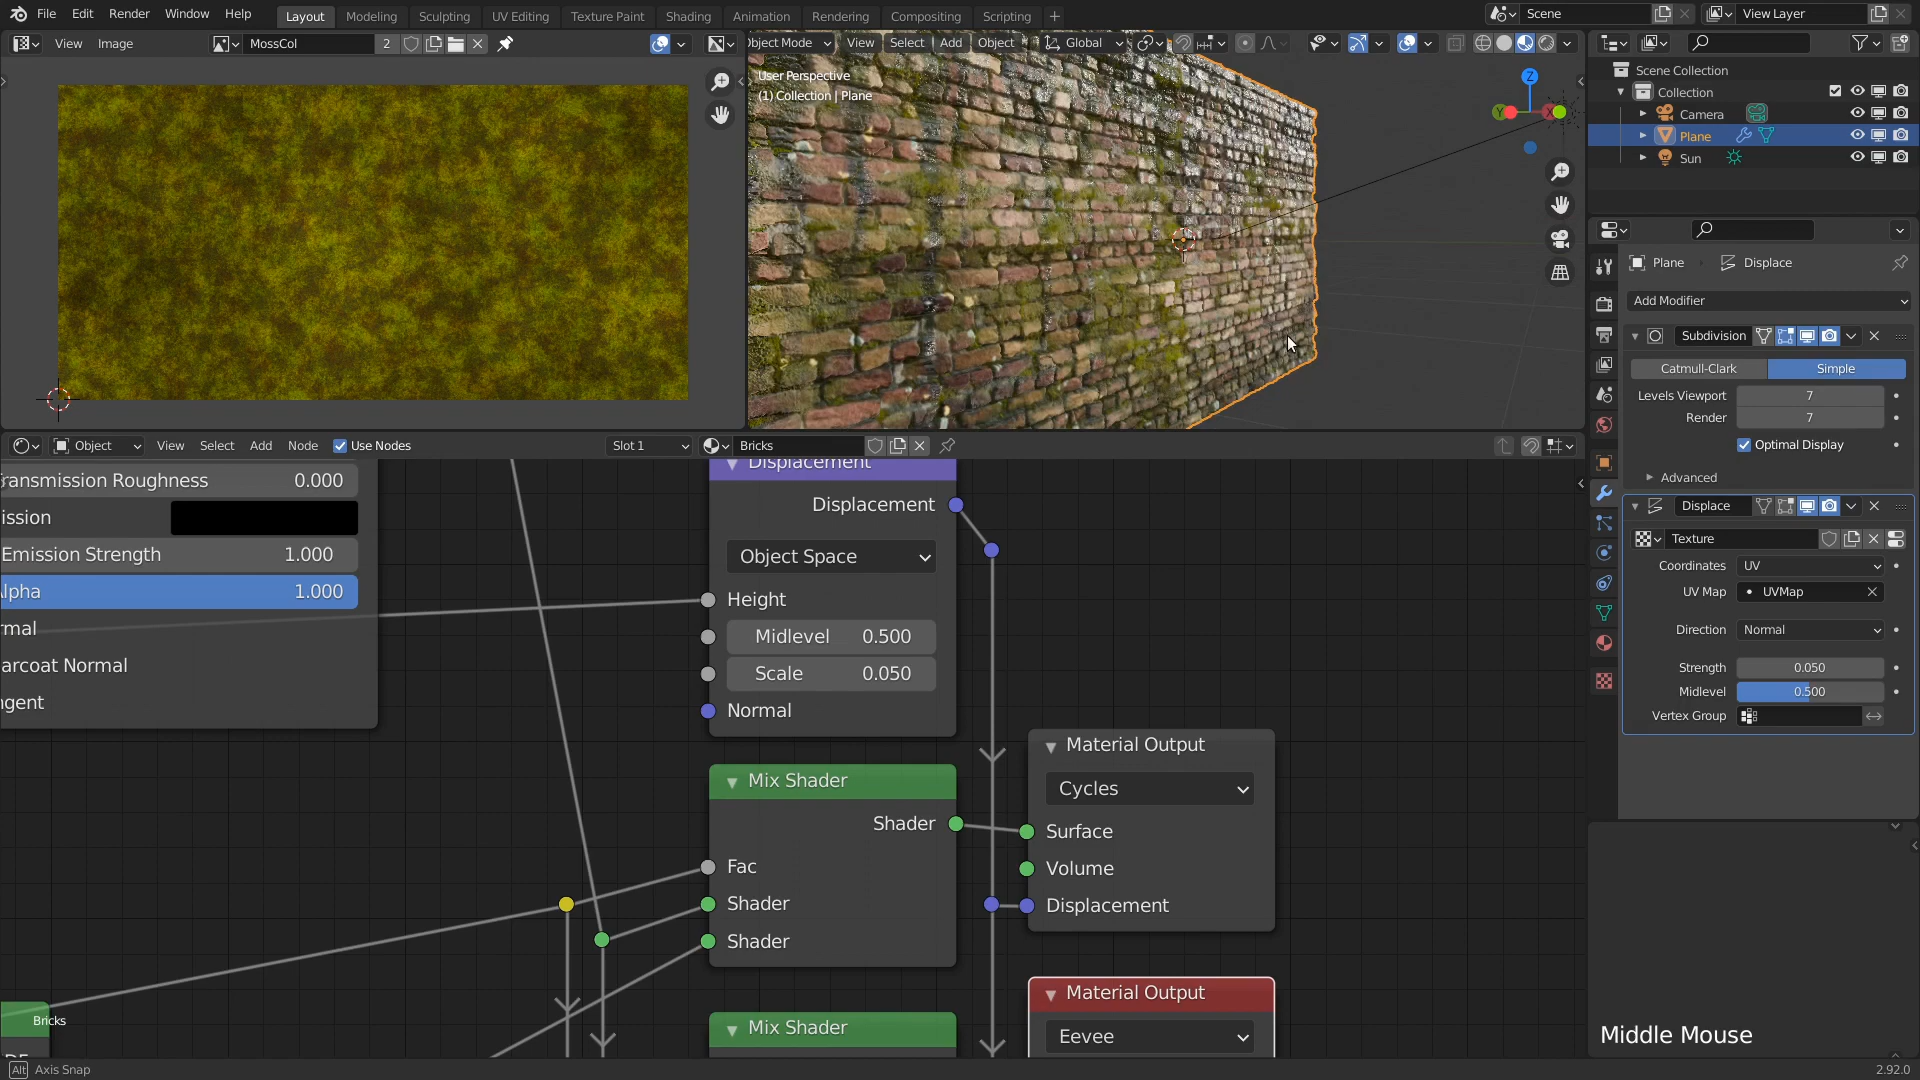 File Edit Render Window Help Layout Modeling Sculpting UV Editing Texture Paint Shading Animation Rendering Compositing Scripting + Scene View Layer
View Image MossCol 2
bject Mode View Select Add Object Global
User Perspective
(1) Collection | Plane
Z
Scene Collection
Collection
Camera
Plane
Sun
Plane Displace
Add Modifier
Subdivision
Catmull-Clark Simple
Levels Viewport 7
Render 7
Optimal Display
Advanced
Displace
Texture
Coordinates UV
UV Map UVMap
Direction Normal
Strength 0.050
Midlevel 0.500
Vertex Group
Object View Select Add Node Use Nodes Slot 1 Bricks
ransmission Roughness 0.000
ission
Emission Strength 1.000
lpha 1.000
rmal
arcoat Normal
ngent
Displacement
Displacement
Object Space
Height
Midlevel 0.500
Scale 0.050
Normal
Mix Shader
Shader
Fac
Shader
Shader
Mix Shader
Material Output
Cycles
Surface
Volume
Displacement
Material Output
Eevee
Bricks
Middle Mouse
Alt Axis Snap
2.92.0